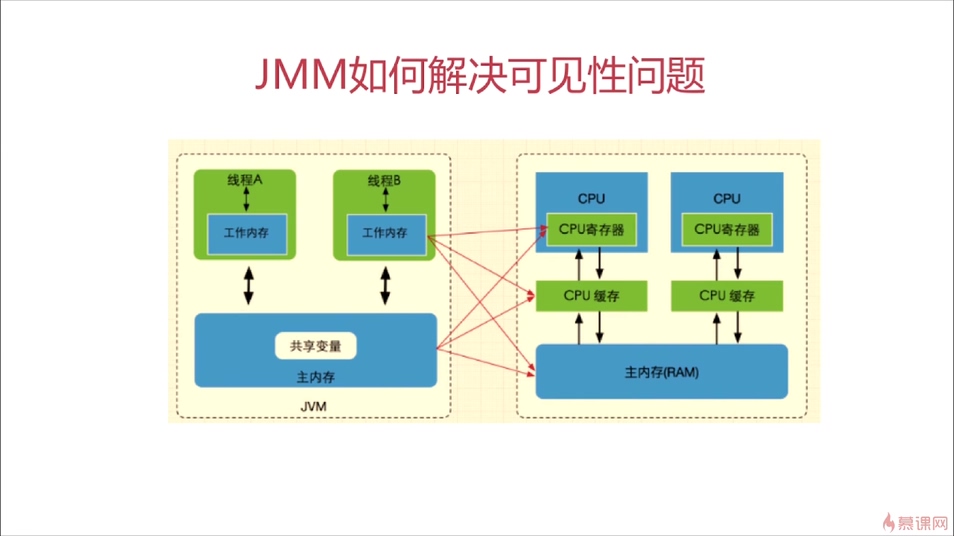 JMM如何解决可见性问题
线程A
线程B
工作内存
工作内存
共享变量
主内存
JVM
CPU
CPU
CPU寄存器
CPU寄存器
CPU 缓存
CPU 缓存
主内存(RAM)
慕课网